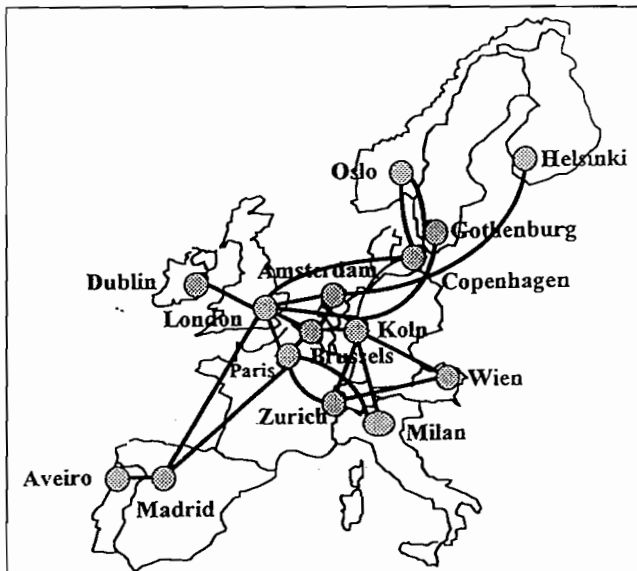 Oslo
Helsinki
Gothenburg
Copenhagen
Amsterdam
Dublin
London
Koln
Brussels
Paris
Wien
Zurich
Milan
Aveiro
Madrid